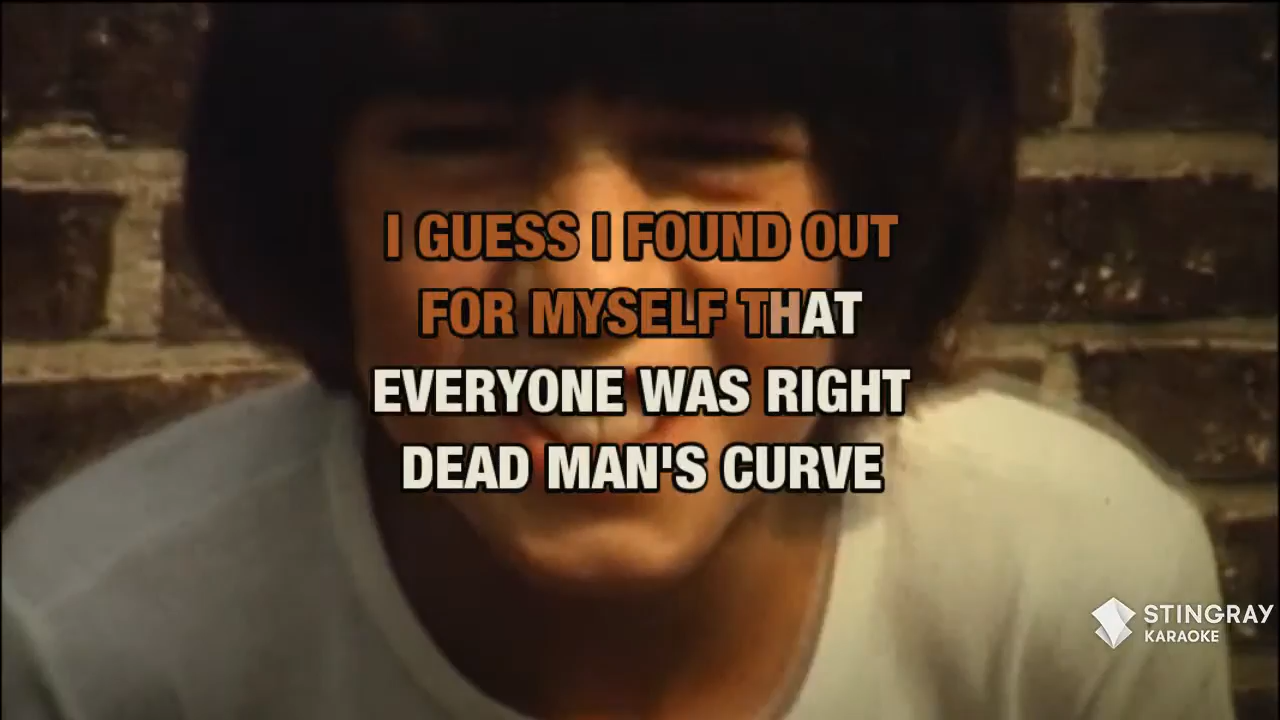 I GUESS I FOUND OUT
FOR MYSELF THAT
EVERYONE WAS RIGHT
DEAD MAN'S CURVE
STINGRAY
KARAOKE